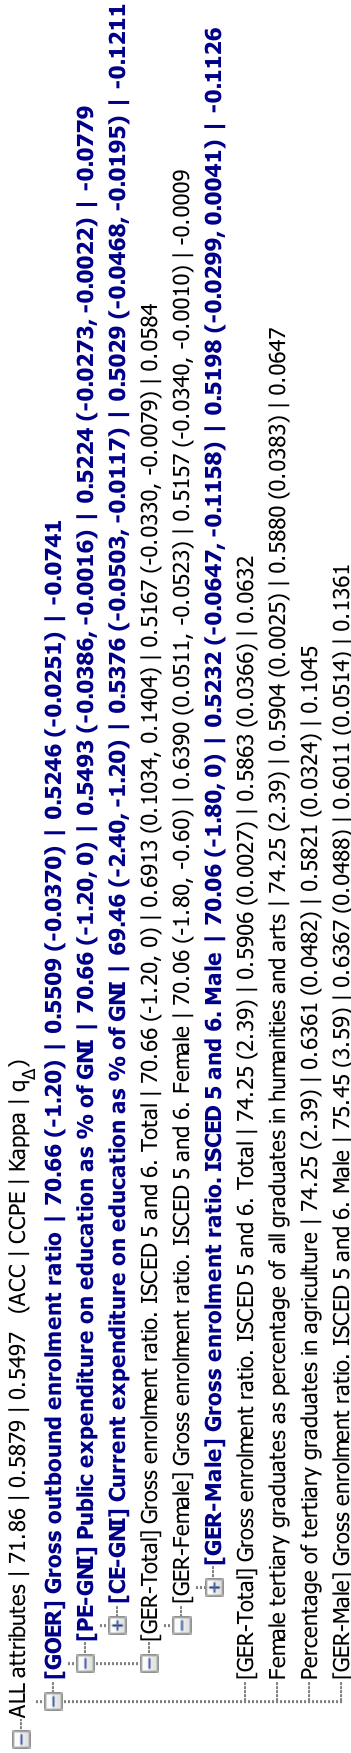 ALL attributes | 71.86 | 0.5879 | 0.5497 (ACC | CCPE | Kappa | qΔ)
[GOER] Gross outbound enrolment ratio | 70.66 (-1.20) | 0.5509 (-0.0370) | 0.5246 (-0.0251) | -0.0741
[PE-GNI] Public expenditure on education as % of GNI | 70.66 (-1.20, 0) | 0.5493 (-0.0386, -0.0016) | 0.5224 (-0.0273, -0.0022) | -0.0779
[CE-GNI] Current expenditure on education as % of GNI | 69.46 (-2.40, -1.20) | 0.5376 (-0.0503, -0.0117) | 0.5029 (-0.0468, -0.0195) | -0.1211
[GER-Total] Gross enrolment ratio. ISCED 5 and 6. Total | 70.66 (-1.20, 0) | 0.6913 (0.1034, 0.1404) | 0.5167 (-0.0330, -0.0079) | 0.0584
[GER-Female] Gross enrolment ratio. ISCED 5 and 6. Female | 70.06 (-1.80, -0.60) | 0.6390 (0.0511, -0.0523) | 0.5157 (-0.0340, -0.0010) | -0.0009
[GER-Male] Gross enrolment ratio. ISCED 5 and 6. Male | 70.06 (-1.80, 0) | 0.5232 (-0.0647, -0.1158) | 0.5198 (-0.0299, 0.0041) | -0.1126
[GER-Total] Gross enrolment ratio. ISCED 5 and 6. Total | 74.25 (2.39) | 0.5906 (0.0027) | 0.5863 (0.0366) | 0.0632
Female tertiary graduates as percentage of all graduates in humanities and arts | 74.25 (2.39) | 0.5904 (0.0025) | 0.5880 (0.0383) | 0.0647
Percentage of tertiary graduates in agriculture | 74.25 (2.39) | 0.6361 (0.0482) | 0.5821 (0.0324) | 0.1045
[GER-Male] Gross enrolment ratio. ISCED 5 and 6. Male | 75.45 (3.59) | 0.6367 (0.0488) | 0.6011 (0.0514) | 0.1361